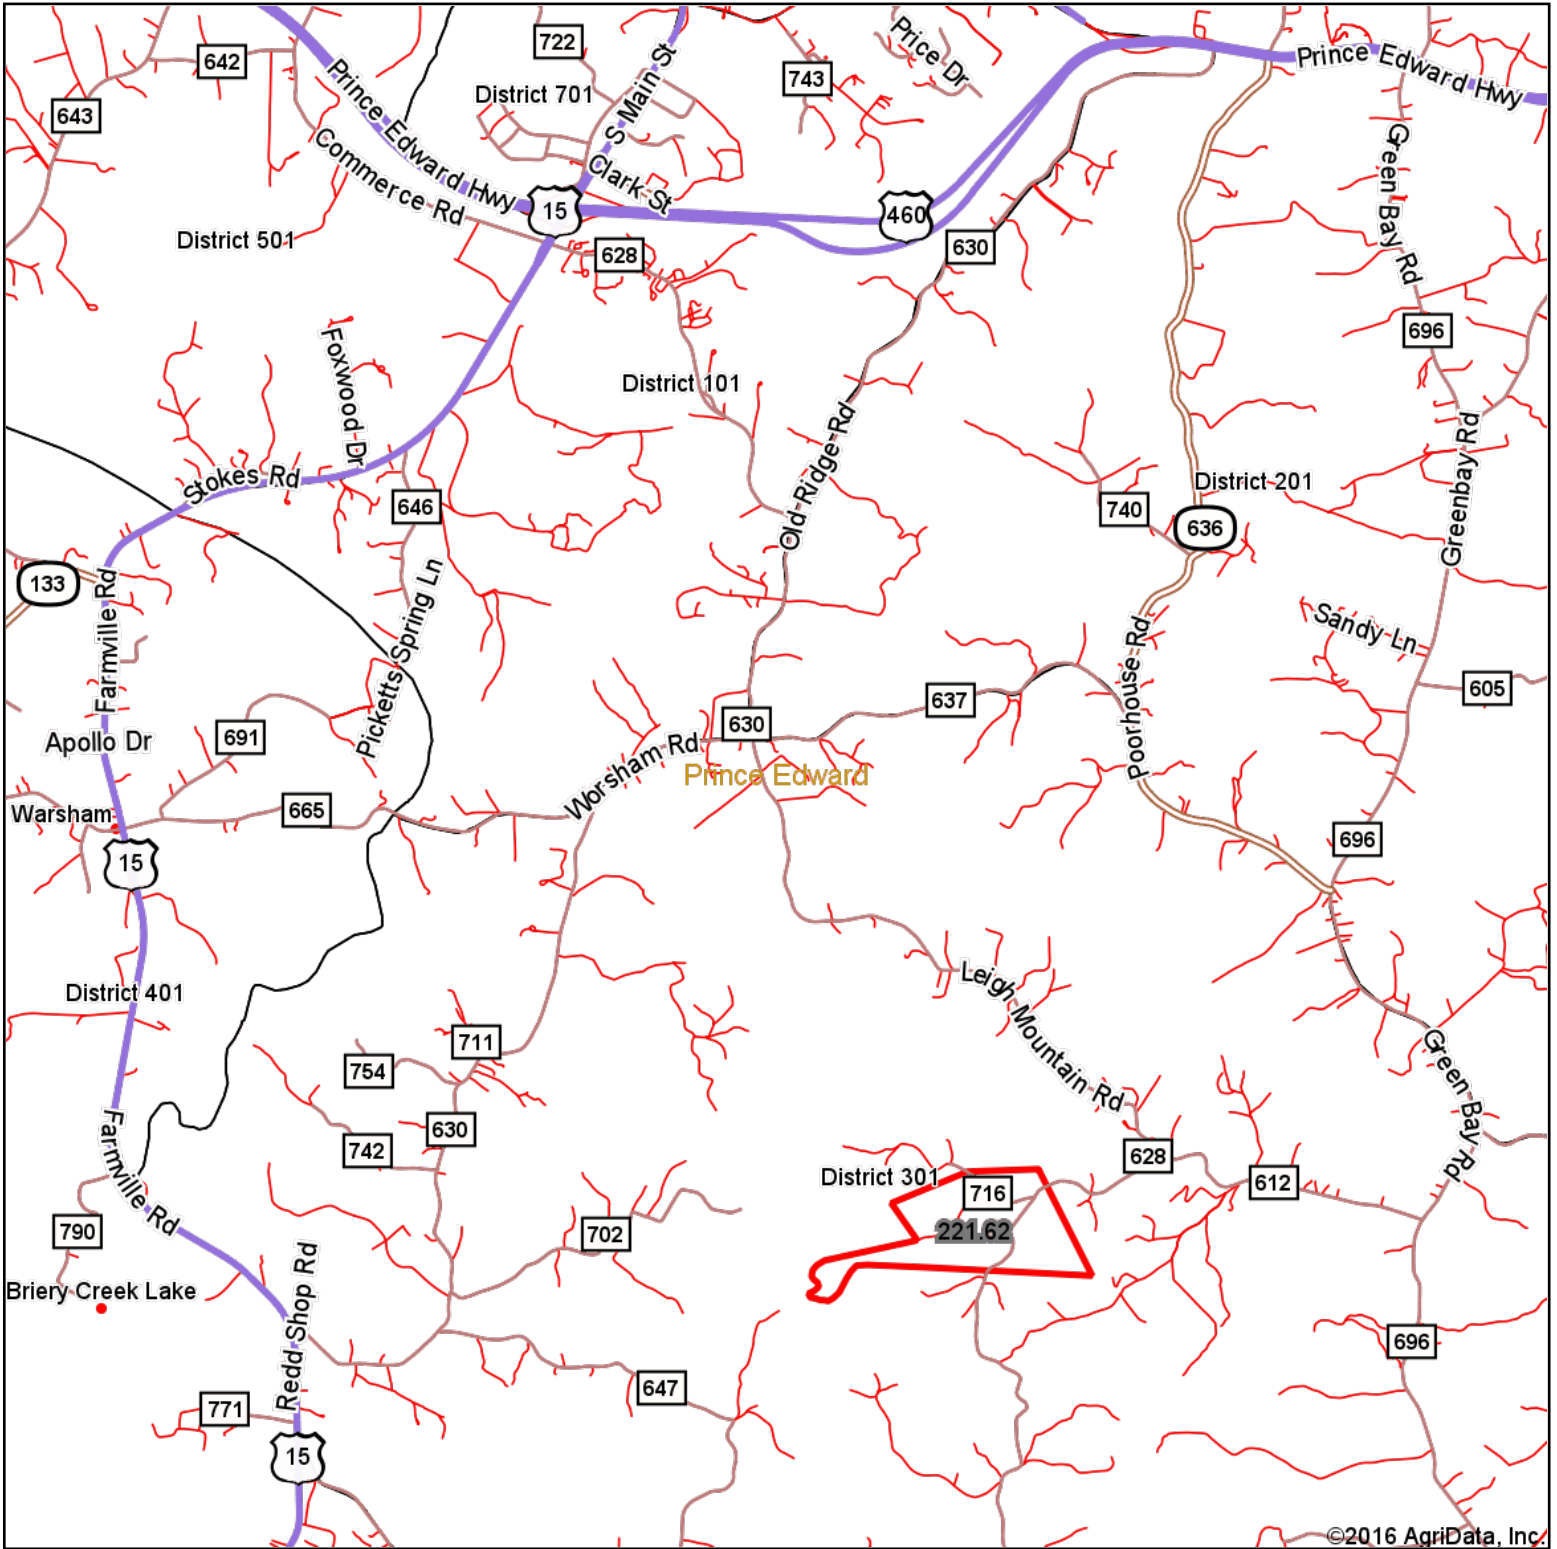 722
Price Dr
642
743
Prince Edward Hwy
Prince Edward Hwy
S Main St
District 701
643
Commerce Rd
Clark St
Green Bay Rd
15
460
District 501
628
630
696
Foxwood Dr
District 101
Old Ridge Rd
Greenbay Rd
Stokes Rd
District 201
646
740
636
133
Farmville Rd
Picketts Spring Ln
Sandy Ln
Poorhouse Rd
605
637
630
691
Apollo Dr
Worsham Rd
Prince Edward
665
Warsham
696
15
Leigh Mountain Rd
District 401
711
754
Green Bay Rd
630
742
628
District 301
612
716
Farmville Rd
790
702
221.62
Redd Shop Rd
Briery Creek Lake
696
647
771
15
©2016 AgriData, Inc.